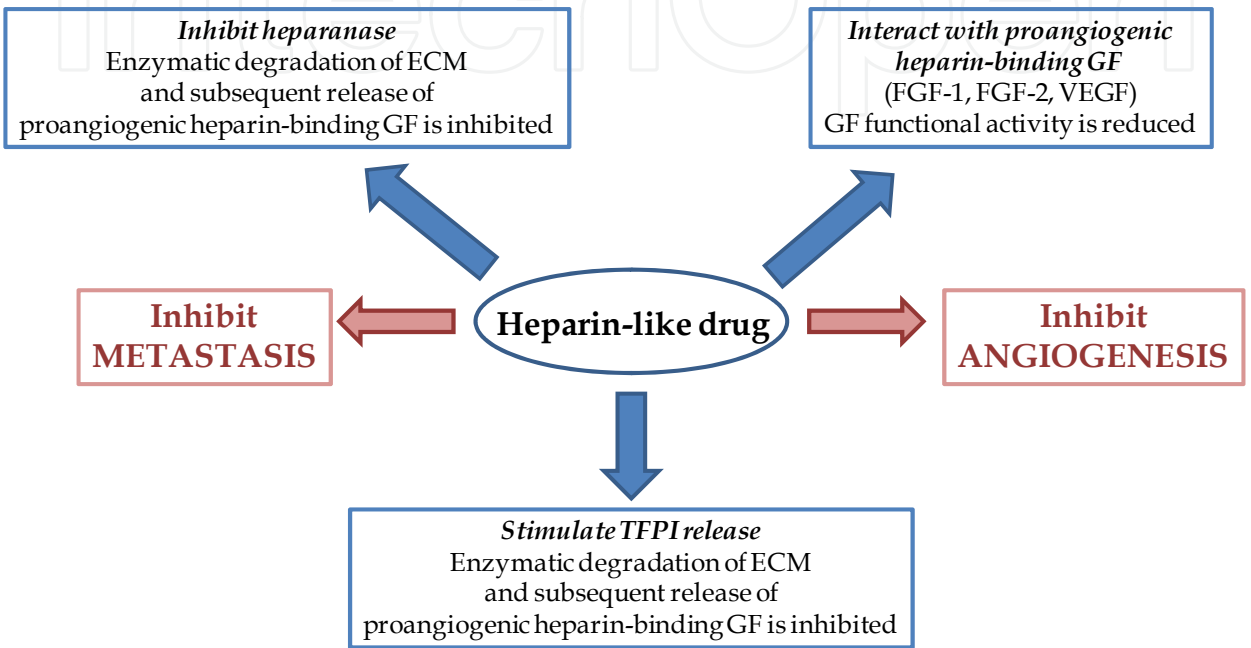 IntechOpen
Inhibit heparanase
Enzymatic degradation of ECM
and subsequent release of
proangiogenic heparin-binding GF is inhibited
Interact with proangiogenic
heparin-binding GF
(FGF-1, FGF-2, VEGF)
GF functional activity is reduced
Inhibit
METASTASIS
Heparin-like drug
Inhibit
ANGIOGENESIS
Stimulate TFPI release
Enzymatic degradation of ECM
and subsequent release of
proangiogenic heparin-binding GF is inhibited